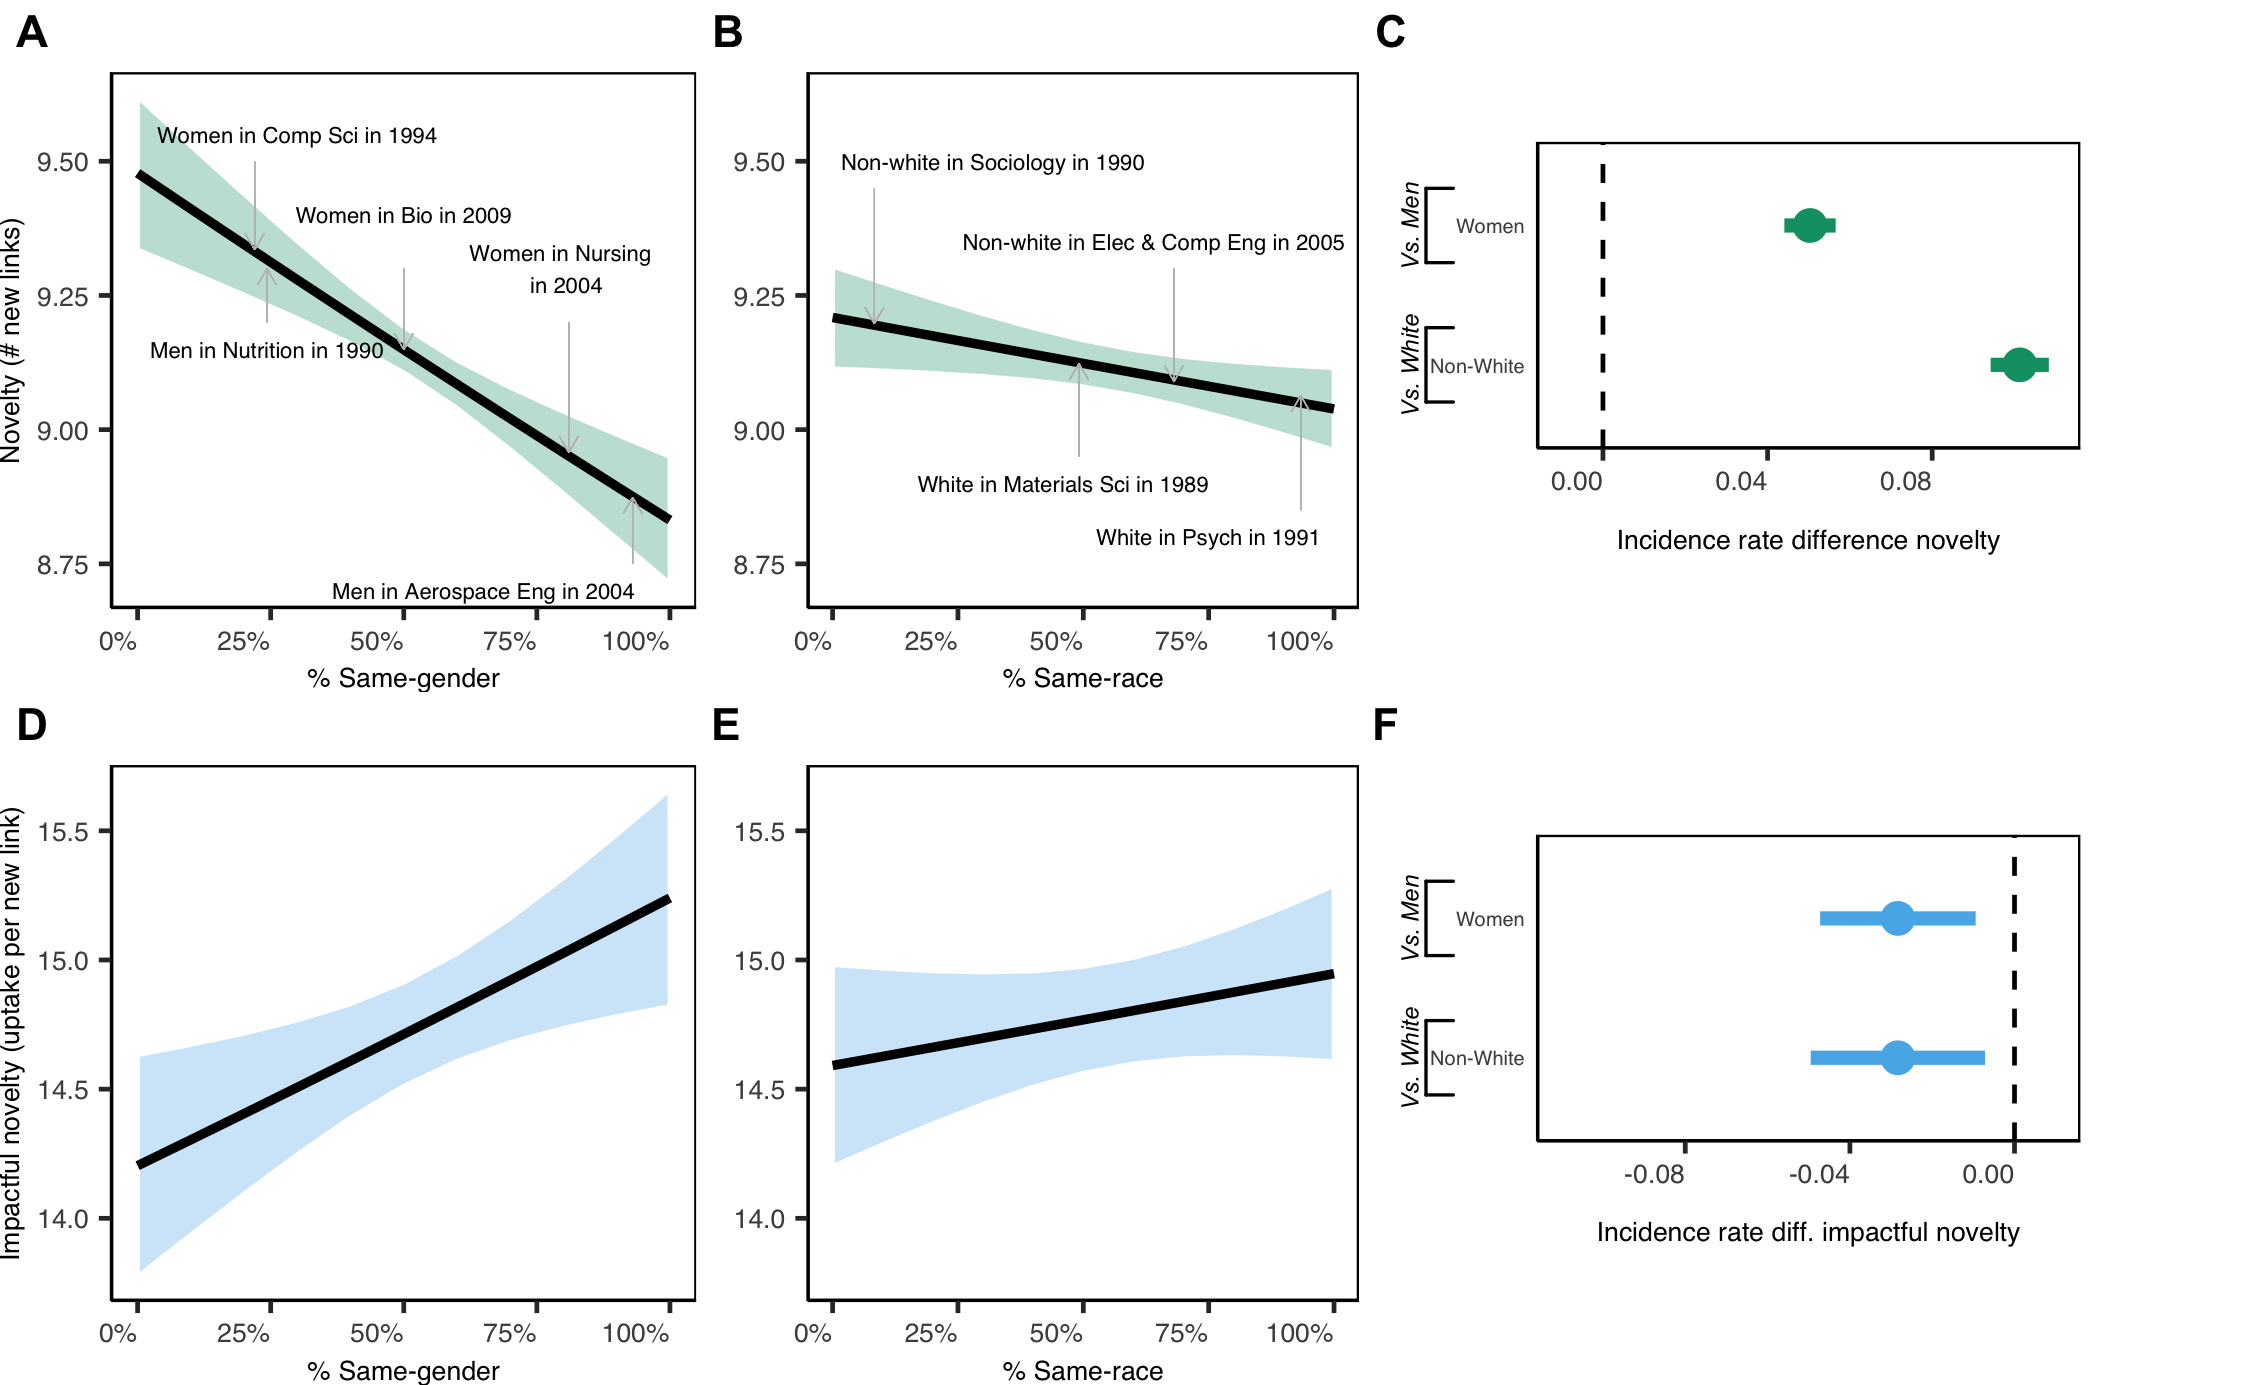 A
Novelty (# new links)
9.50
9.25
9.00
8.75
Women in Comp Sci in 1994
Women in Bio in 2009
Women in Nursing
in 2004
Men in Nutrition in 1990
Men in Aerospace Eng in 2004
0% 25% 50% 75% 100%
% Same-gender
B
9.50
9.25
9.00
8.75
Non-white in Sociology in 1990
Non-white in Elec & Comp Eng in 2005
White in Materials Sci in 1989
White in Psych in 1991
0% 25% 50% 75% 100%
% Same-race
C
Vs. Men
Women
Vs. White
Non-White
0.00 0.04 0.08
Incidence rate difference novelty
D
Impactful novelty (uptake per new link)
15.5
15.0
14.5
14.0
0% 25% 50% 75% 100%
% Same-gender
E
15.5
15.0
14.5
14.0
0% 25% 50% 75% 100%
% Same-race
F
Vs. Men
Women
Vs. White
Non-White
-0.08 -0.04 0.00
Incidence rate diff. impactful novelty